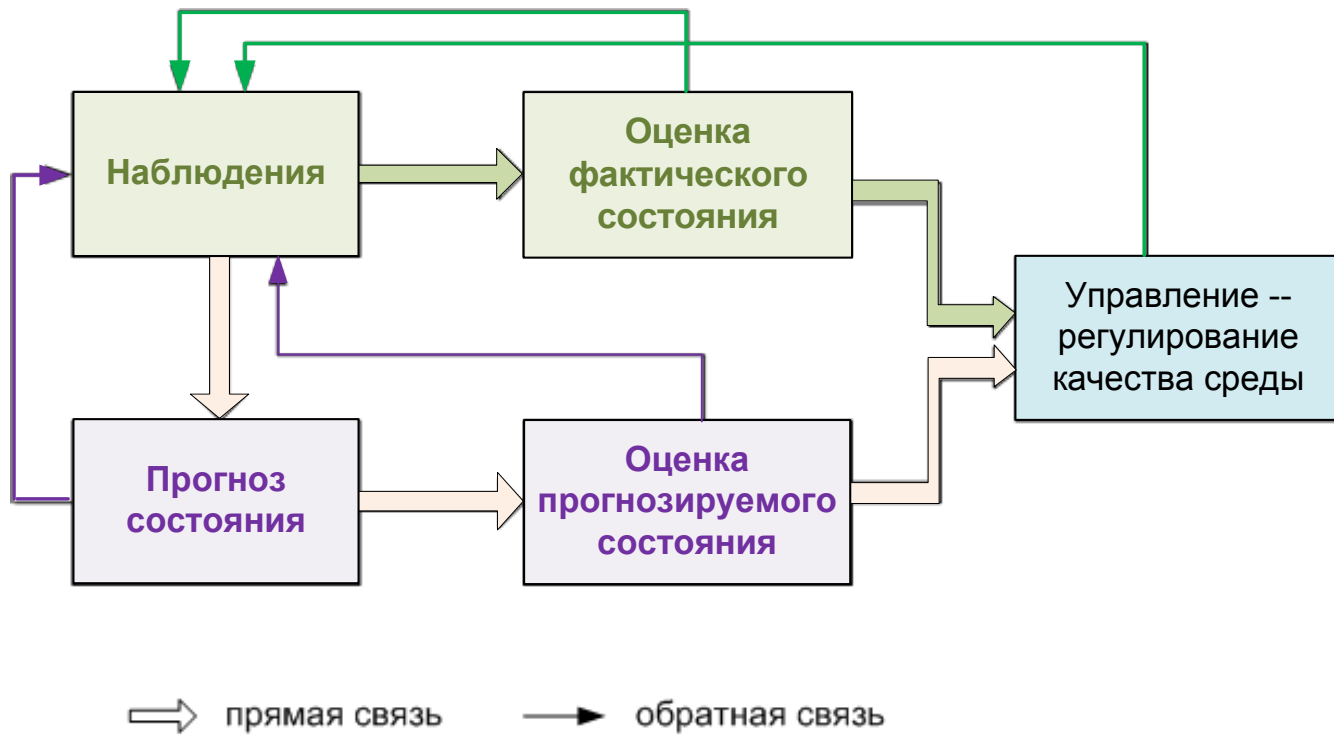 Наблюдения
Оценка
фактического
состояния
Управление --
регулирование
качества среды
Прогноз
состояния
Оценка
прогнозируемого
состояния
прямая связь
обратная связь